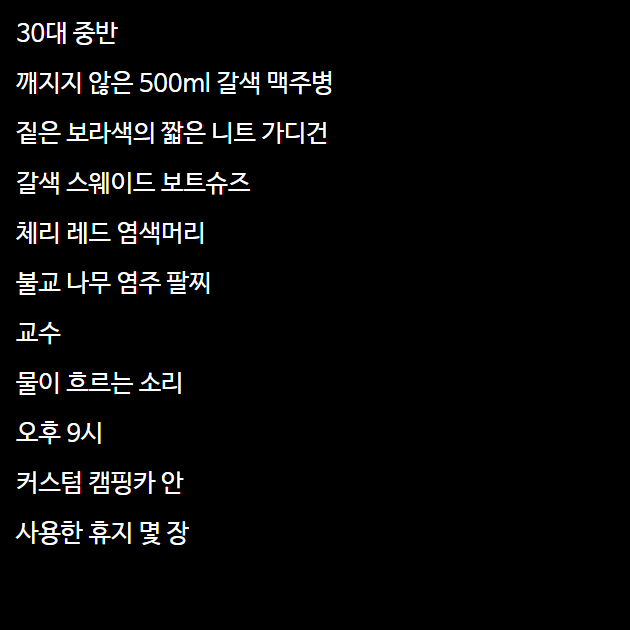 30대 중반
깨지지 않은 500ml 갈색 맥주병
짙은 보라색의 짧은 니트 가디건
갈색 스웨이드 보트슈즈
체리 레드 염색머리
불교 나무 염주 팔찌
교수
물이 흐르는 소리
오후 9시
커스텀 캠핑카 안
사용한 휴지 몇 장